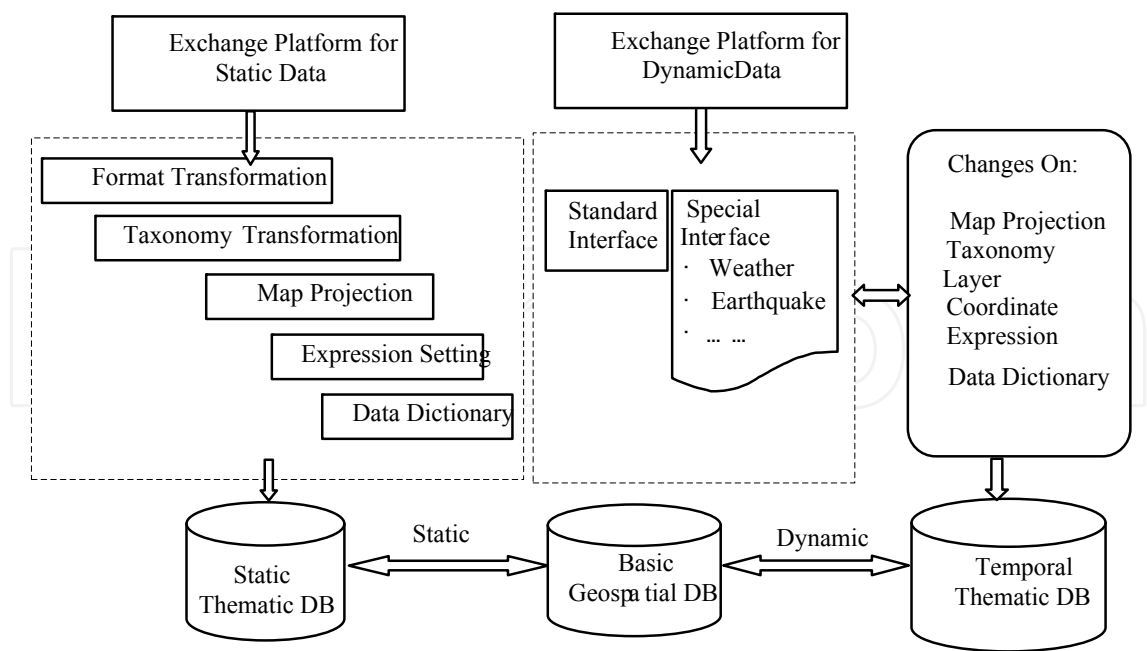 Exchange Platform for
Static Data
Exchange Platform for
DynamicData
Format Transformation
Taxonomy Transformation
Map Projection
Expression Setting
Data Dictionary
Standard
Interface
Special
Interface
· Weather
· Earthquake
· ... ...
Changes On:
Map Projection
Taxonomy
Layer
Coordinate
Expression
Data Dictionary
Static
Dynamic
Static
Thematic DB
Basic
Geospatial DB
Temporal
Thematic DB